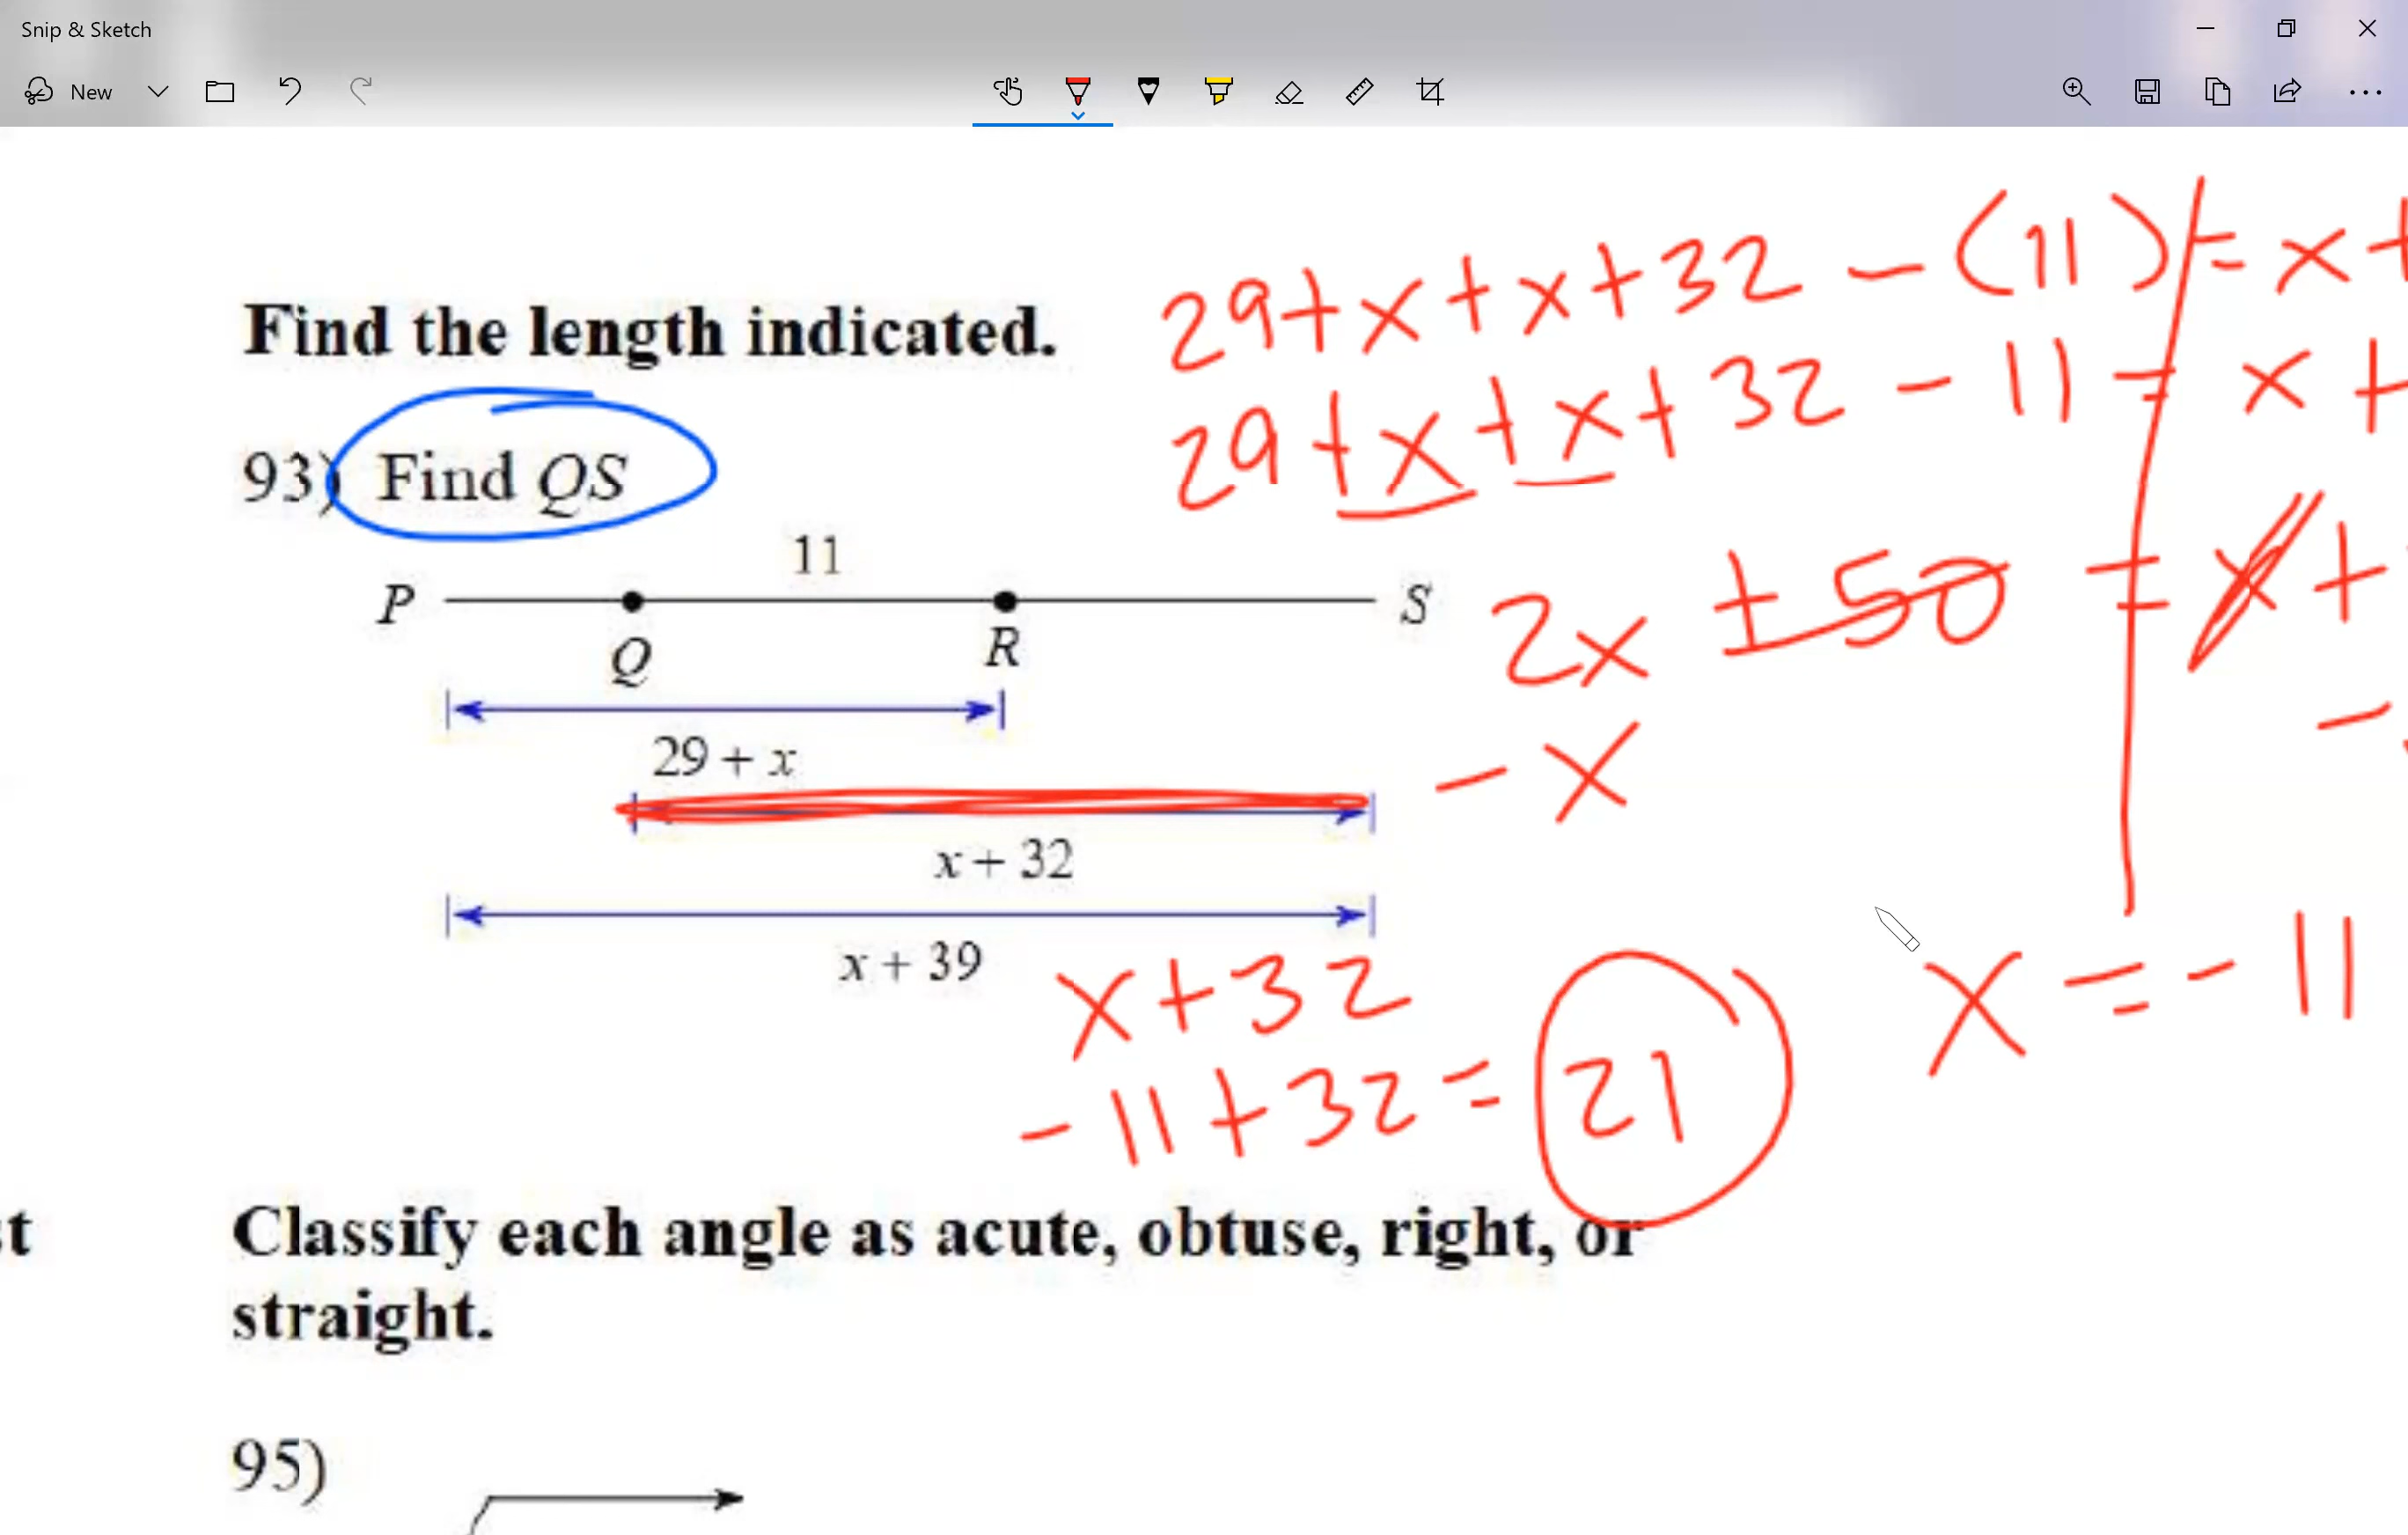 Snip & Sketch
New
29+x+x+32-(11)=x+
Find the length indicated.
29+x+x+32-11=x+
93) Find QS
11
P S
Q R
2x+50=x+
29 + x
-x -
x + 32
x + 39
x+32
x=-11
-11+32=21
st
Classify each angle as acute, obtuse, right, or
straight.
95)